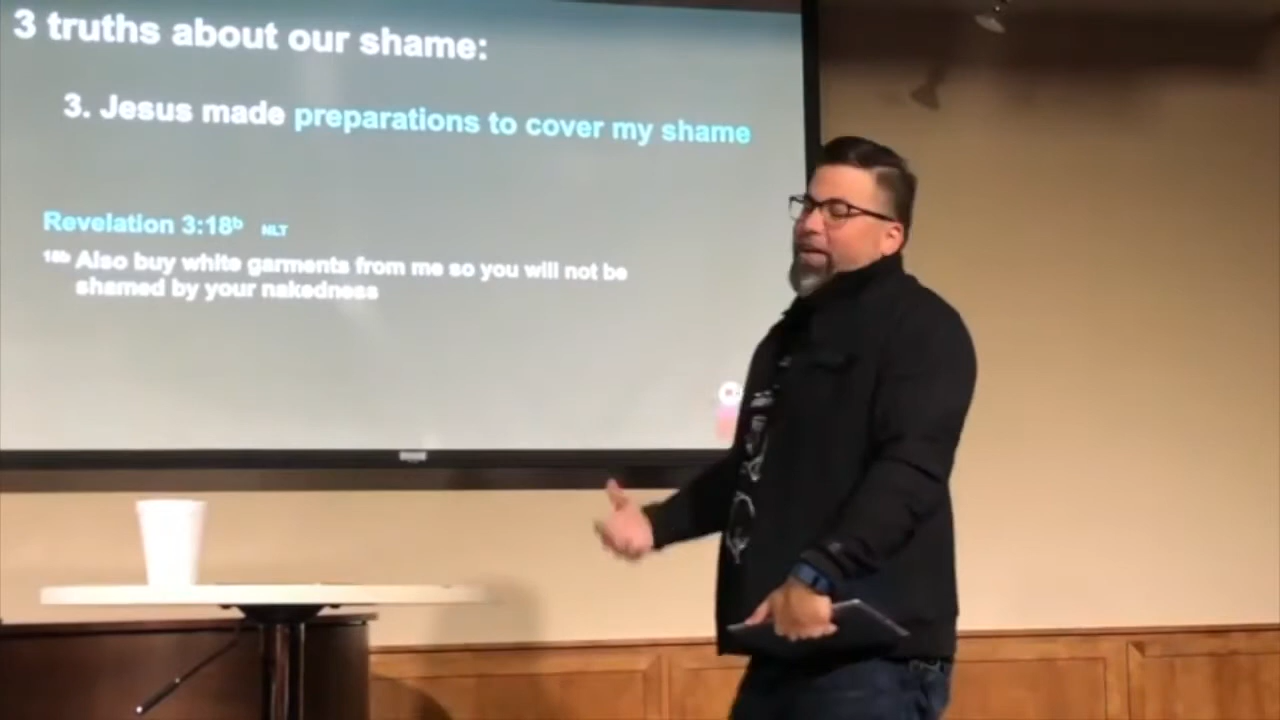 3 truths about our shame:
3. Jesus made preparations to cover my shame
Revelation 3:18ᵇ NLT
18b Also buy white garments from me so you will not be
shamed by your nakedness